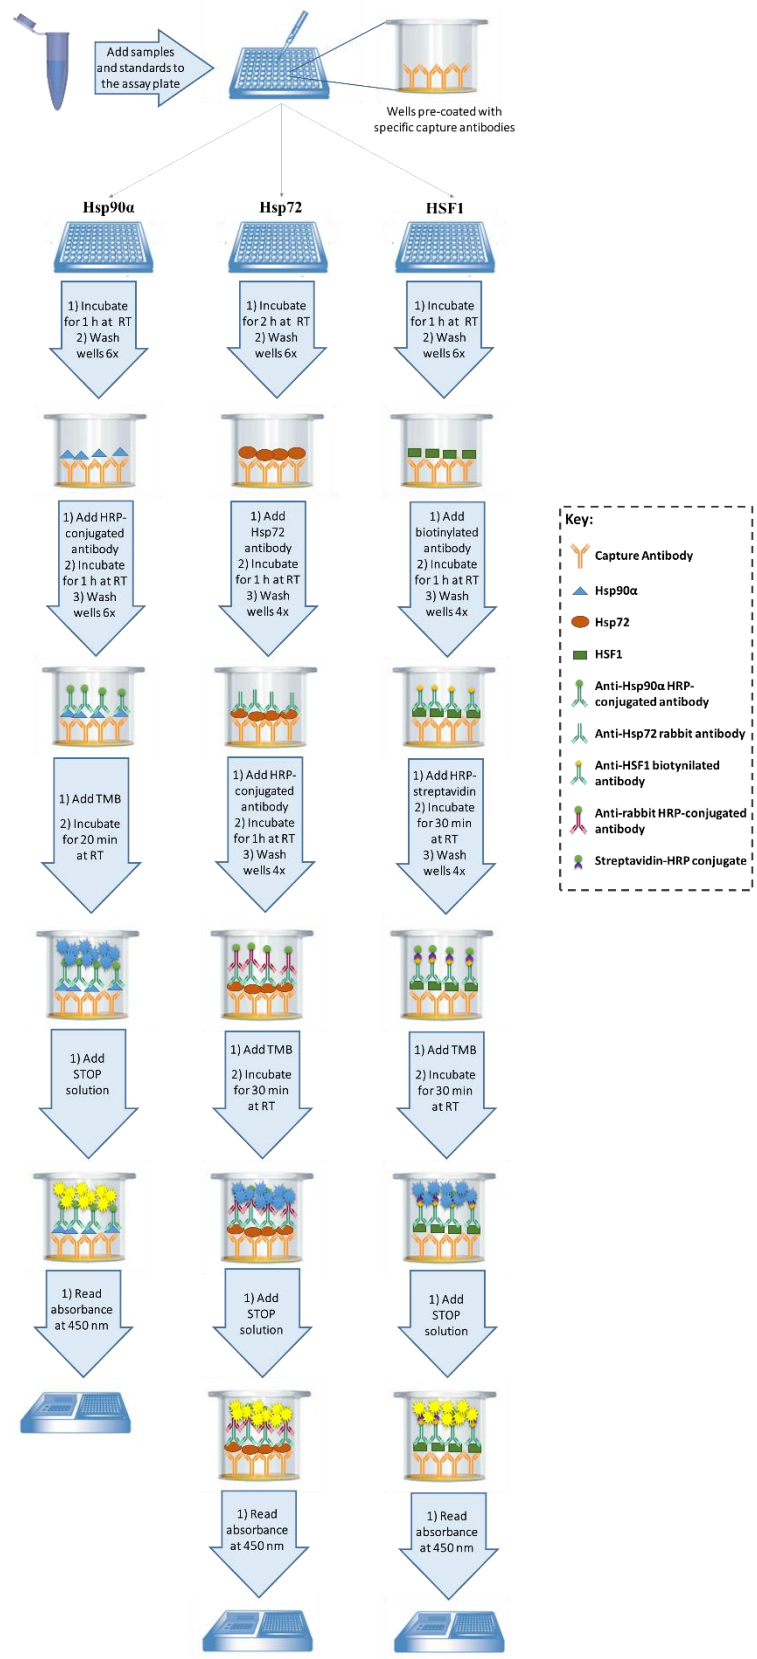 Add samples
and standards to
the assay plate
Wells pre-coated with
specific capture antibodies
Hsp90α
Hsp72
HSF1
1) Incubate
for 1 h at RT
2) Wash
wells 6x
1) Incubate
for 2 h at RT
2) Wash
wells 6x
1) Incubate
for 1 h at RT
2) Wash
wells 6x
1) Add HRP-
conjugated
antibody
2) Incubate
for 1 h at RT
3) Wash
wells 6x
1) Add
Hsp72
antibody
2) Incubate
for 1 h at RT
3) Wash
wells 4x
1) Add
biotinylated
antibody
2) Incubate
for 1 h at RT
3) Wash
wells 4x
Key:
Capture Antibody
Hsp90α
Hsp72
HSF1
Anti-Hsp90α HRP-
conjugated antibody
Anti-Hsp72 rabbit antibody
Anti-HSF1 biotynilated
antibody
Anti-rabbit HRP-conjugated
antibody
Streptavidin-HRP conjugate
1) Add TMB
2) Incubate
for 20 min
at RT
1) Add HRP-
conjugated
antibody
2) Incubate
for 1h at RT
3) Wash
wells 4x
1) Add HRP-
streptavidin
2) Incubate
for 30 min
at RT
3) Wash
wells 4x
1) Add
STOP
solution
1) Add TMB
2) Incubate
for 30 min
at RT
1) Add TMB
2) Incubate
for 30 min
at RT
1) Read
absorbance
at 450 nm
1) Add
STOP
solution
1) Add
STOP
solution
1) Read
absorbance
at 450 nm
1) Read
absorbance
at 450 nm